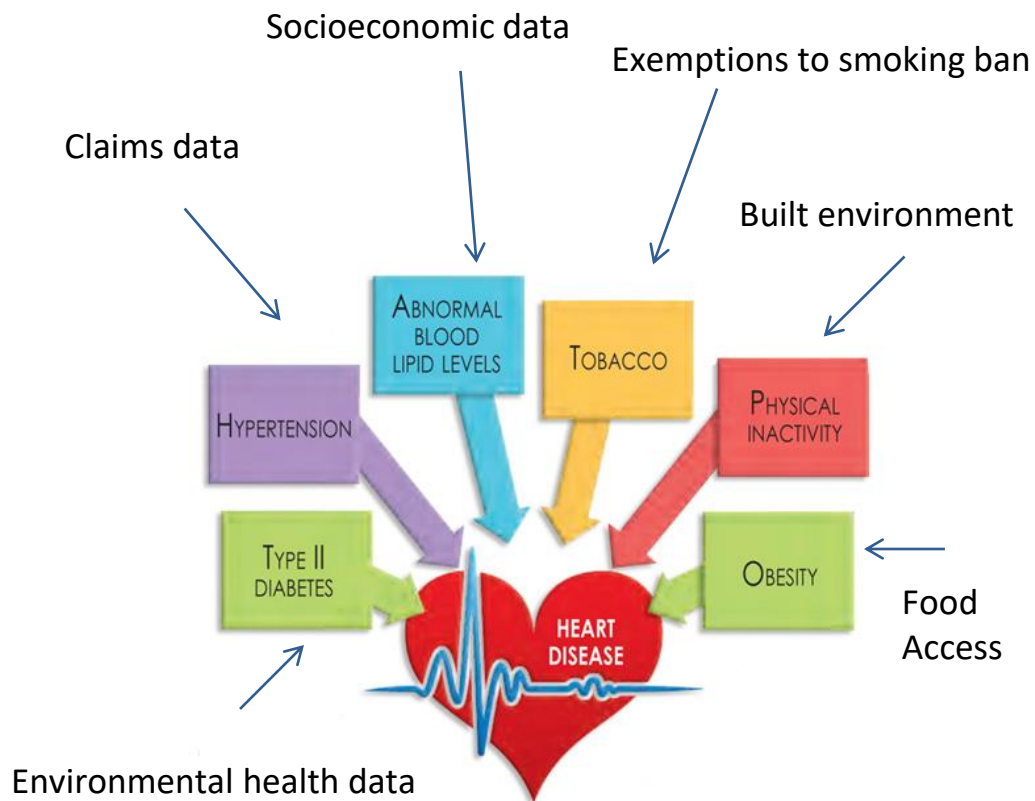 Socioeconomic data
Exemptions to smoking ban
Claims data
Built environment
ABNORMAL
BLOOD
LIPID LEVELS
TOBACCO
PHYSICAL
INACTIVITY
HYPERTENSION
TYPE II
DIABETES
OBESITY
HEART
DISEASE
Food
Access
Environmental health data